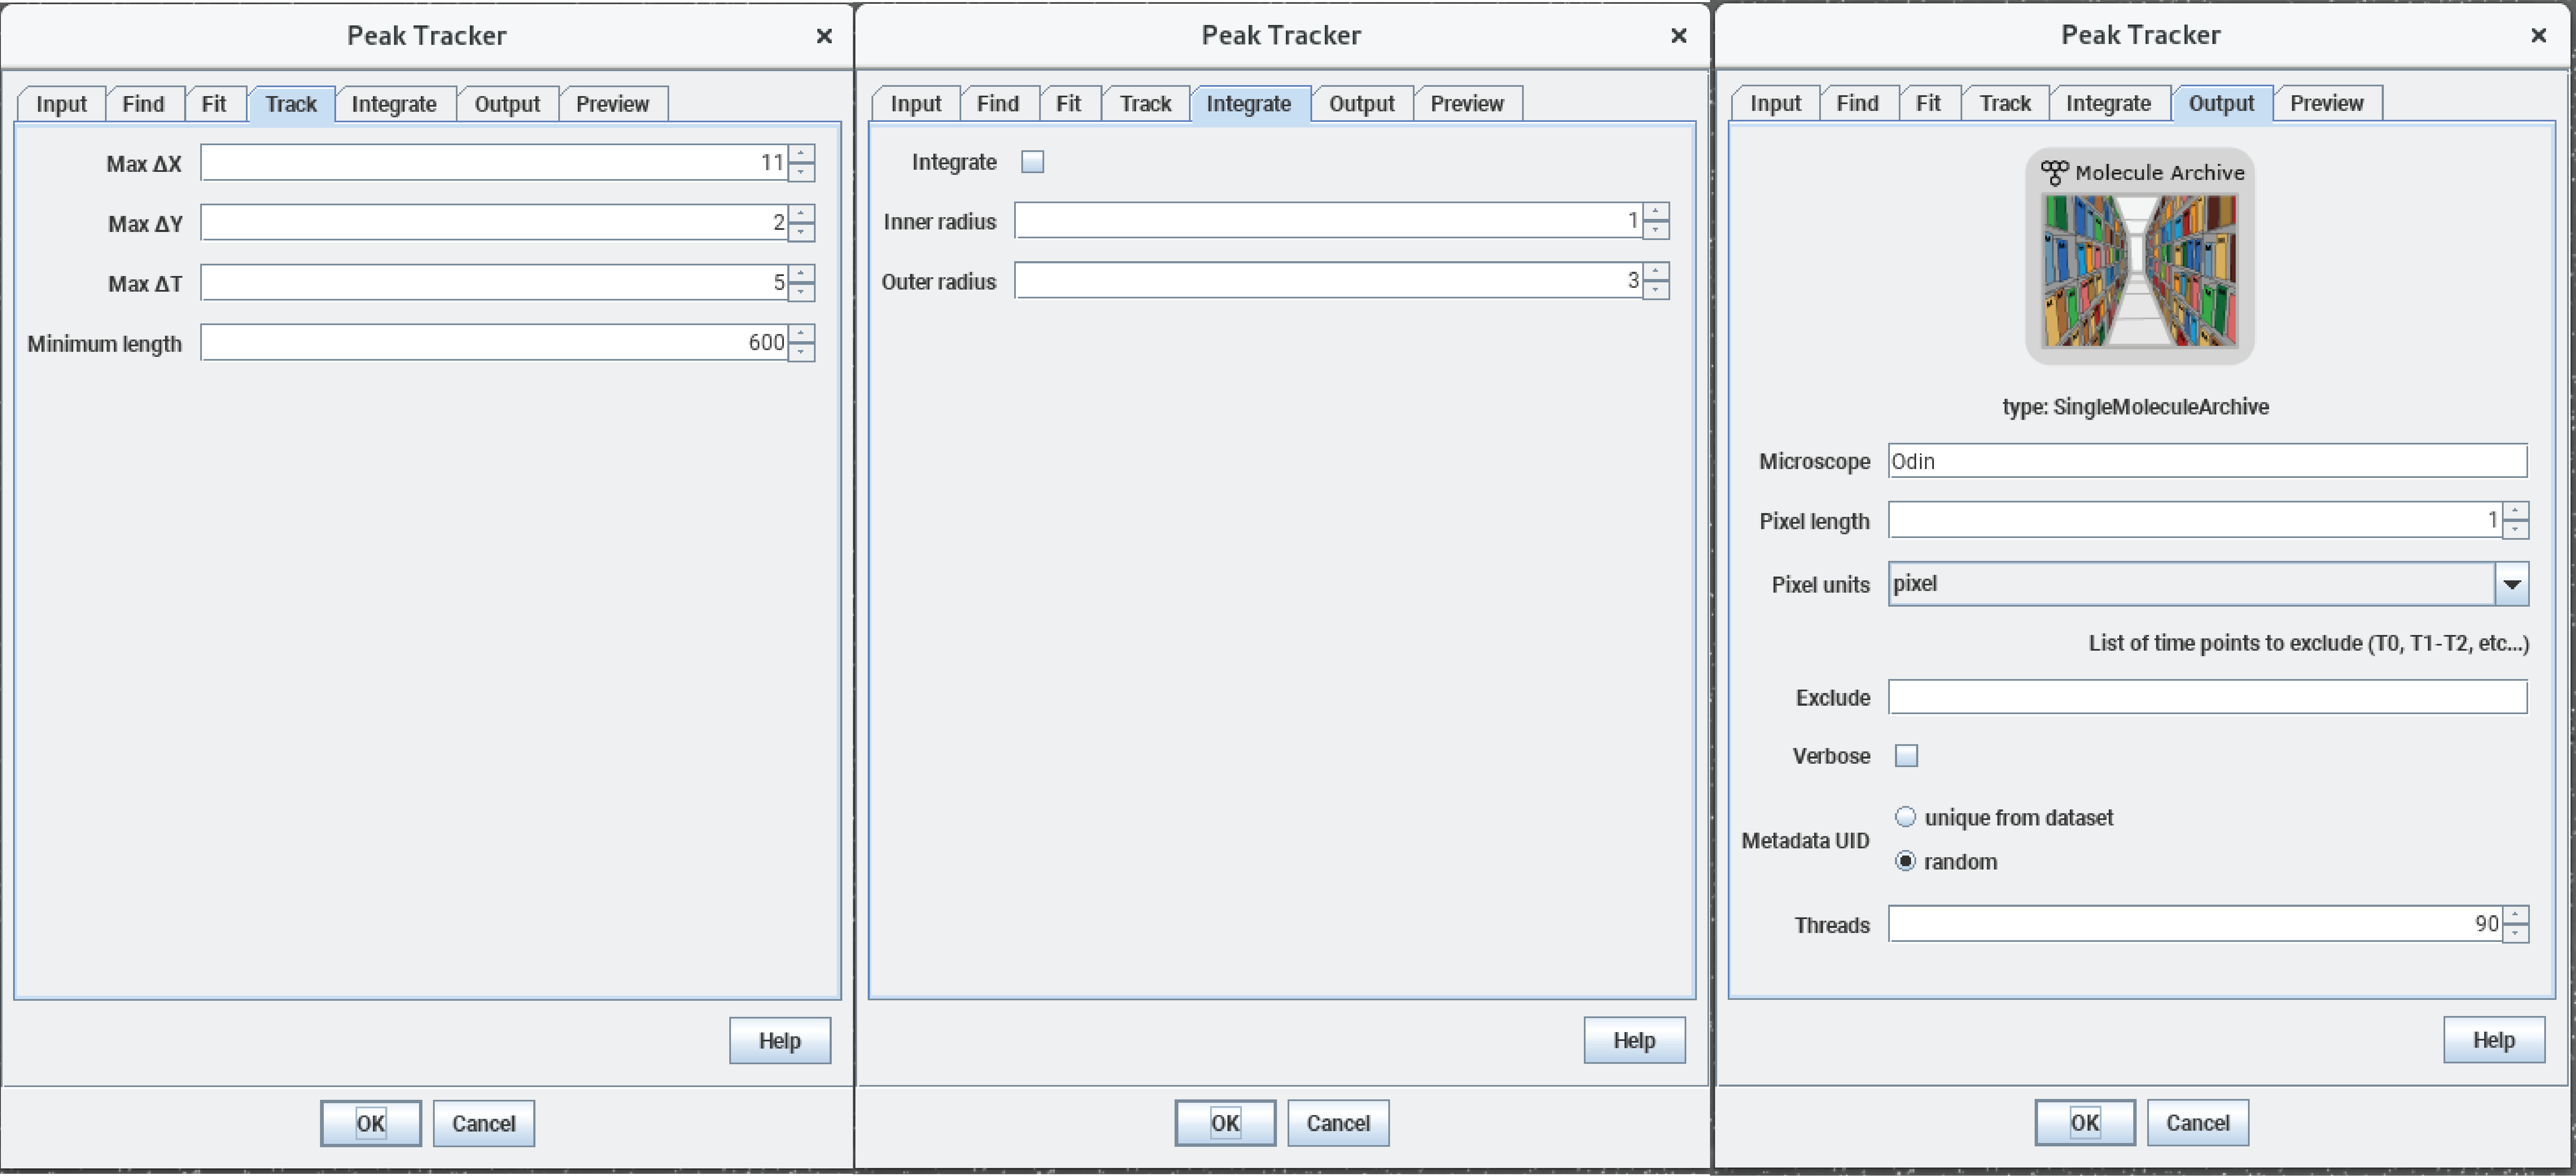 Peak Tracker
Input Find Fit Track Integrate Output Preview
Max ΔX 11
Max ΔY 2
Max ΔT 5
Minimum length 600
Help
OK Cancel
Peak Tracker
Input Find Fit Track Integrate Output Preview
Integrate
Inner radius 1
Outer radius 3
Help
OK Cancel
Peak Tracker
Input Find Fit Track Integrate Output Preview
Molecule Archive
type: SingleMoleculeArchive
Microscope Odin
Pixel length 1
Pixel units pixel
List of time points to exclude (T0, T1-T2, etc...)
Exclude
Verbose
Metadata UID
unique from dataset
random
Threads 90
Help
OK Cancel